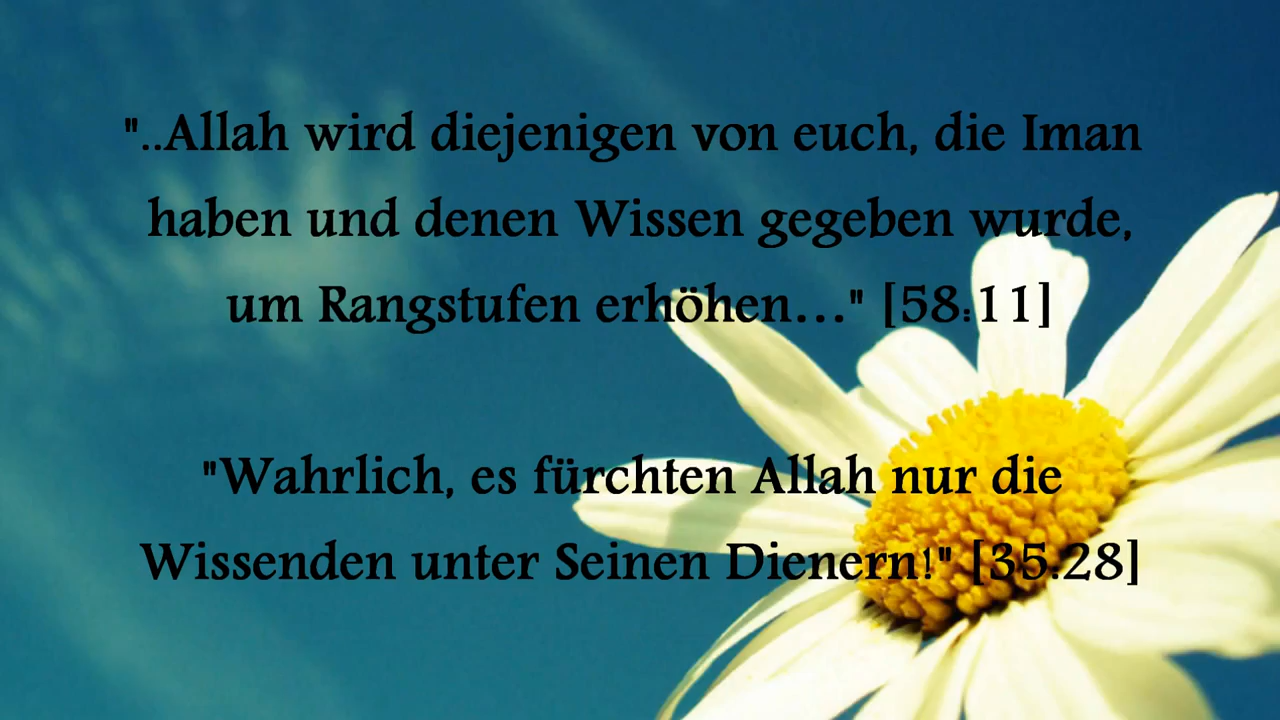 "..Allah wird diejenigen von euch, die Iman
haben und denen Wissen gegeben wurde,
um Rangstufen erhöhen..." [58:11]
"Wahrlich, es fürchten Allah nur die
Wissenden unter Seinen Dienern!" [35:28]